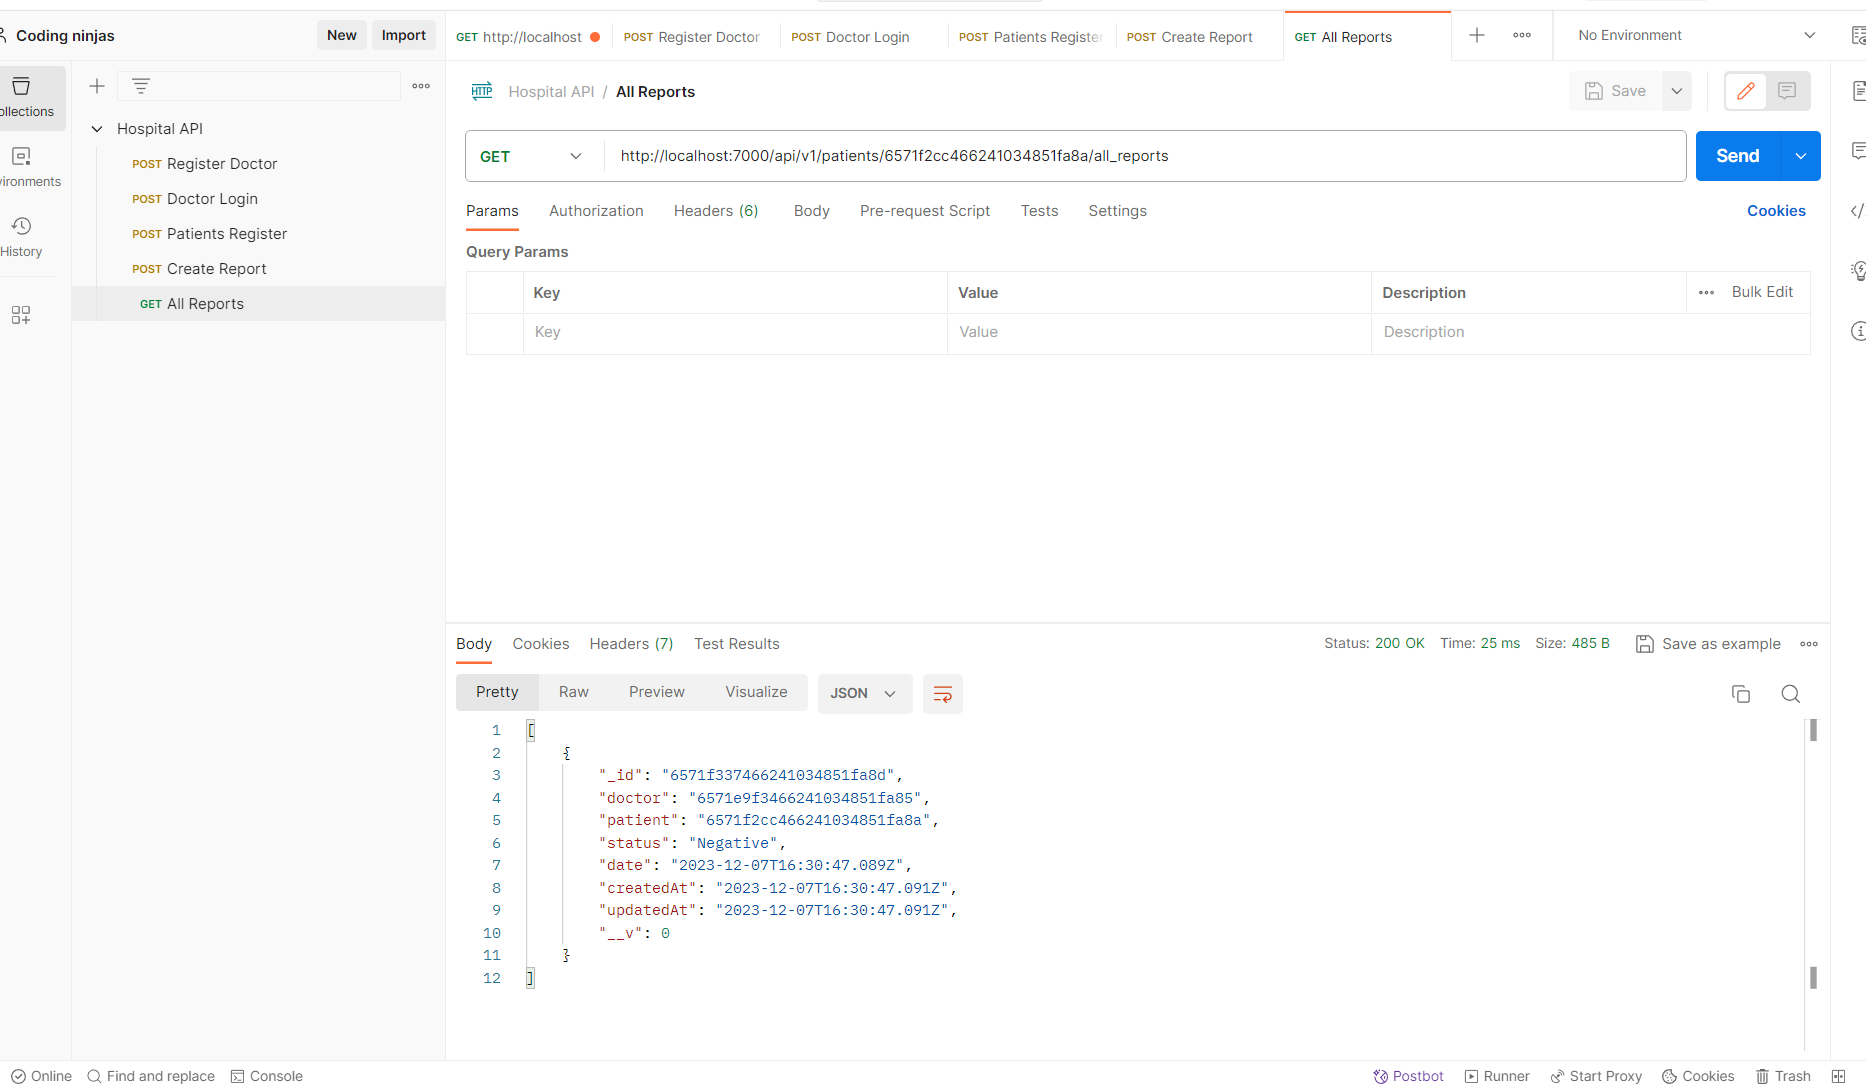 Coding ninjas
New
Import
GET http://localhost
POST Register Doctor
POST Doctor Login
POST Patients Register
POST Create Report
GET All Reports
No Environment
ollections
vironments
History
Hospital API
POST Register Doctor
POST Doctor Login
POST Patients Register
POST Create Report
GET All Reports
HTTP Hospital API / All Reports
Save
GET
http://localhost:7000/api/v1/patients/6571f2cc466241034851fa8a/all_reports
Send
Params Authorization Headers (6) Body Pre-request Script Tests Settings
Cookies
Query Params
Key Value Description Bulk Edit
Key Value Description
Body Cookies Headers (7) Test Results
Status: 200 OK Time: 25 ms Size: 485 B Save as example
Pretty Raw Preview Visualize JSON
1 [
2 {
3 "_id": "6571f337466241034851fa8d",
4 "doctor": "6571e9f3466241034851fa85",
5 "patient": "6571f2cc466241034851fa8a",
6 "status": "Negative",
7 "date": "2023-12-07T16:30:47.089Z",
8 "createdAt": "2023-12-07T16:30:47.091Z",
9 "updatedAt": "2023-12-07T16:30:47.091Z",
10 "__v": 0
11 }
12 ]
Online Find and replace Console
Postbot Runner Start Proxy Cookies Trash